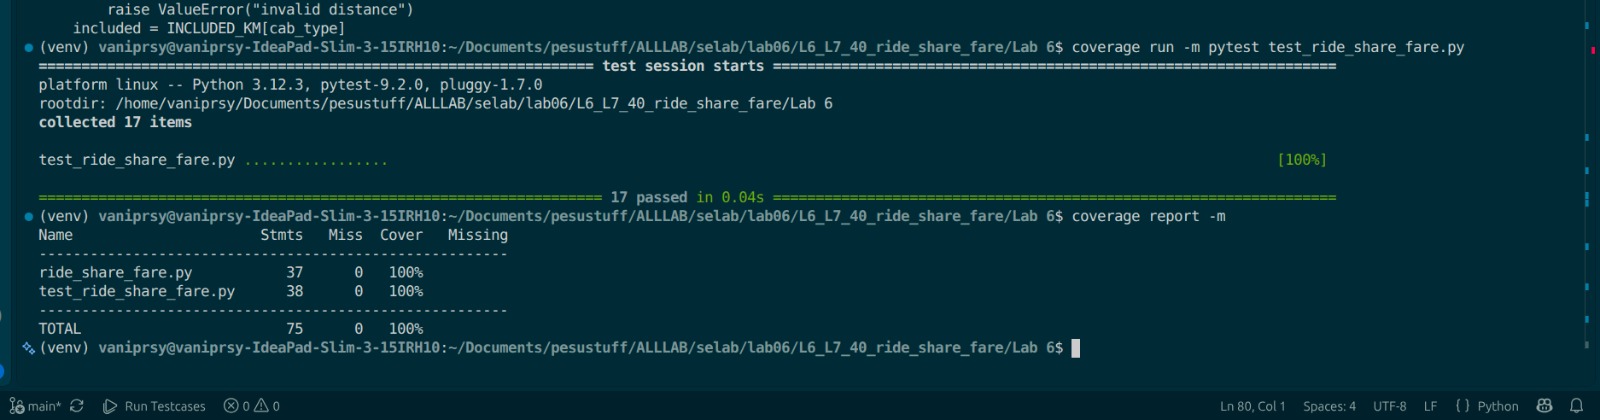 raise ValueError("invalid distance")
    included = INCLUDED_KM[cab_type]
(venv) vaniprsy@vaniprsy-IdeaPad-Slim-3-15IRH10:~/Documents/pesustuff/ALLLAB/selab/lab06/L6_L7_40_ride_share_fare/Lab 6$ coverage run -m pytest test_ride_share_fare.py
================================================================== test session starts ===================================================================
platform linux -- Python 3.12.3, pytest-9.2.0, pluggy-1.7.0
rootdir: /home/vaniprsy/Documents/pesustuff/ALLLAB/selab/lab06/L6_L7_40_ride_share_fare/Lab 6
collected 17 items
test_ride_share_fare.py .................                                                                                                          [100%]
=================================================================== 17 passed in 0.04s ===================================================================
(venv) vaniprsy@vaniprsy-IdeaPad-Slim-3-15IRH10:~/Documents/pesustuff/ALLLAB/selab/lab06/L6_L7_40_ride_share_fare/Lab 6$ coverage report -m
Name                      Stmts   Miss  Cover   Missing
-------------------------------------------------------
ride_share_fare.py           37      0   100%
test_ride_share_fare.py      38      0   100%
-------------------------------------------------------
TOTAL                        75      0   100%
(venv) vaniprsy@vaniprsy-IdeaPad-Slim-3-15IRH10:~/Documents/pesustuff/ALLLAB/selab/lab06/L6_L7_40_ride_share_fare/Lab 6$
main* Run Testcases 0 0 Ln 80, Col 1 Spaces: 4 UTF-8 LF {} Python